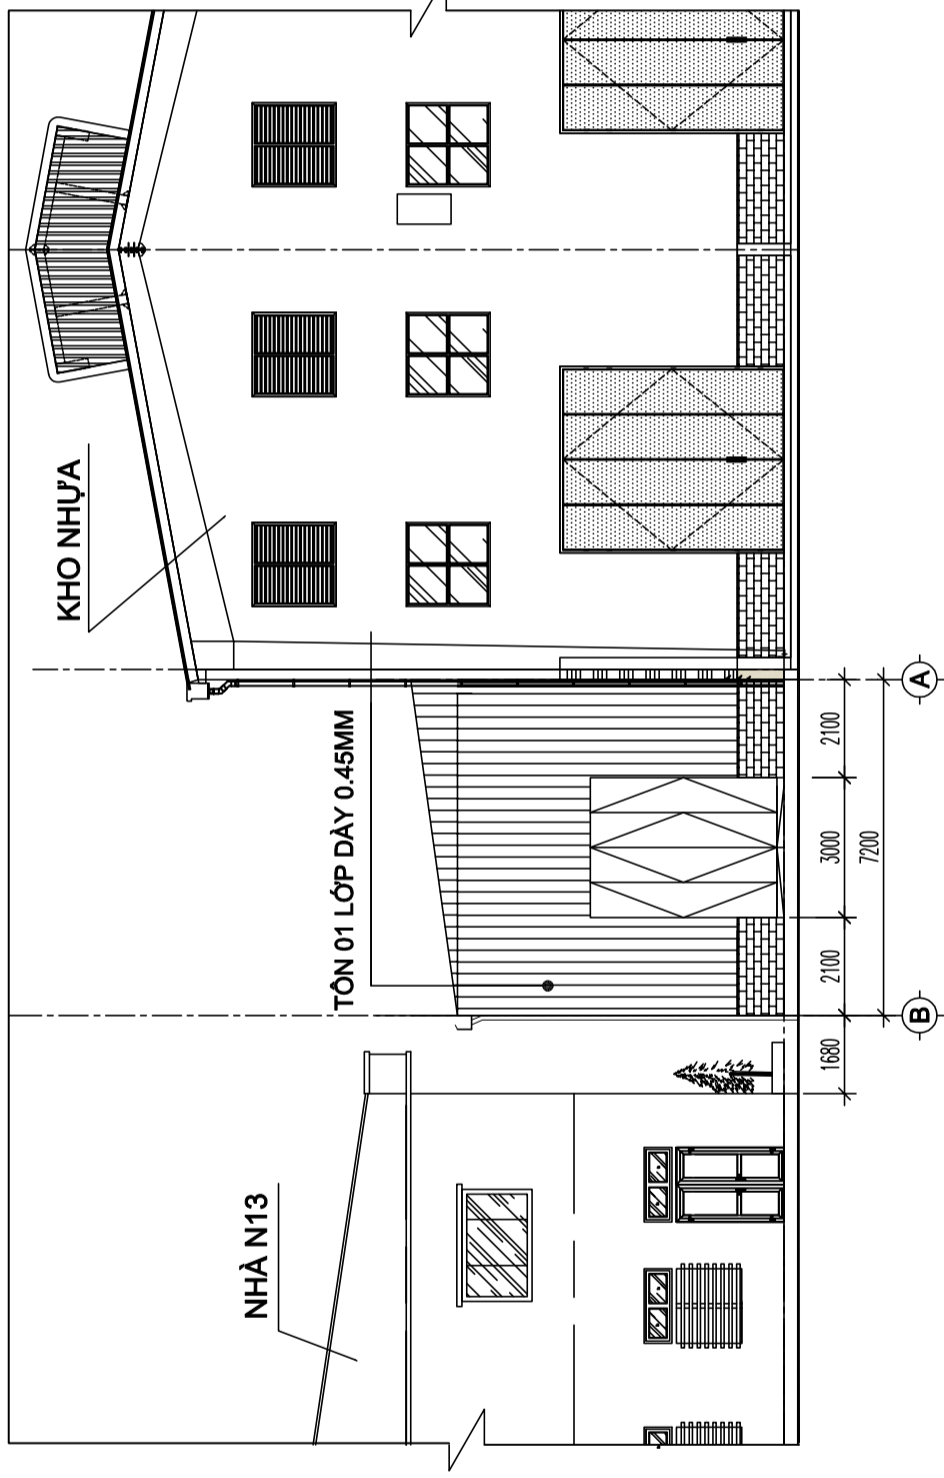 NHÀ N13
TÔN 01 LỚP DÀY 0.45MM
KHO NHỰA
1680
2100
3000
2100
7200
B
A